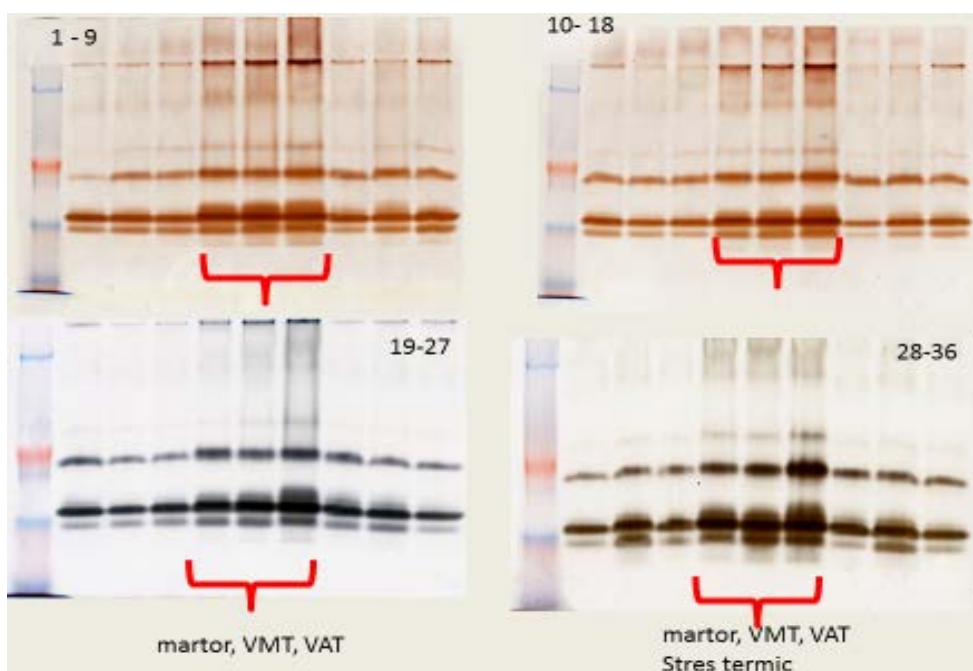 1 - 9
10- 18
19-27
28-36
martor, VMT, VAT
martor, VMT, VAT
Stres termic